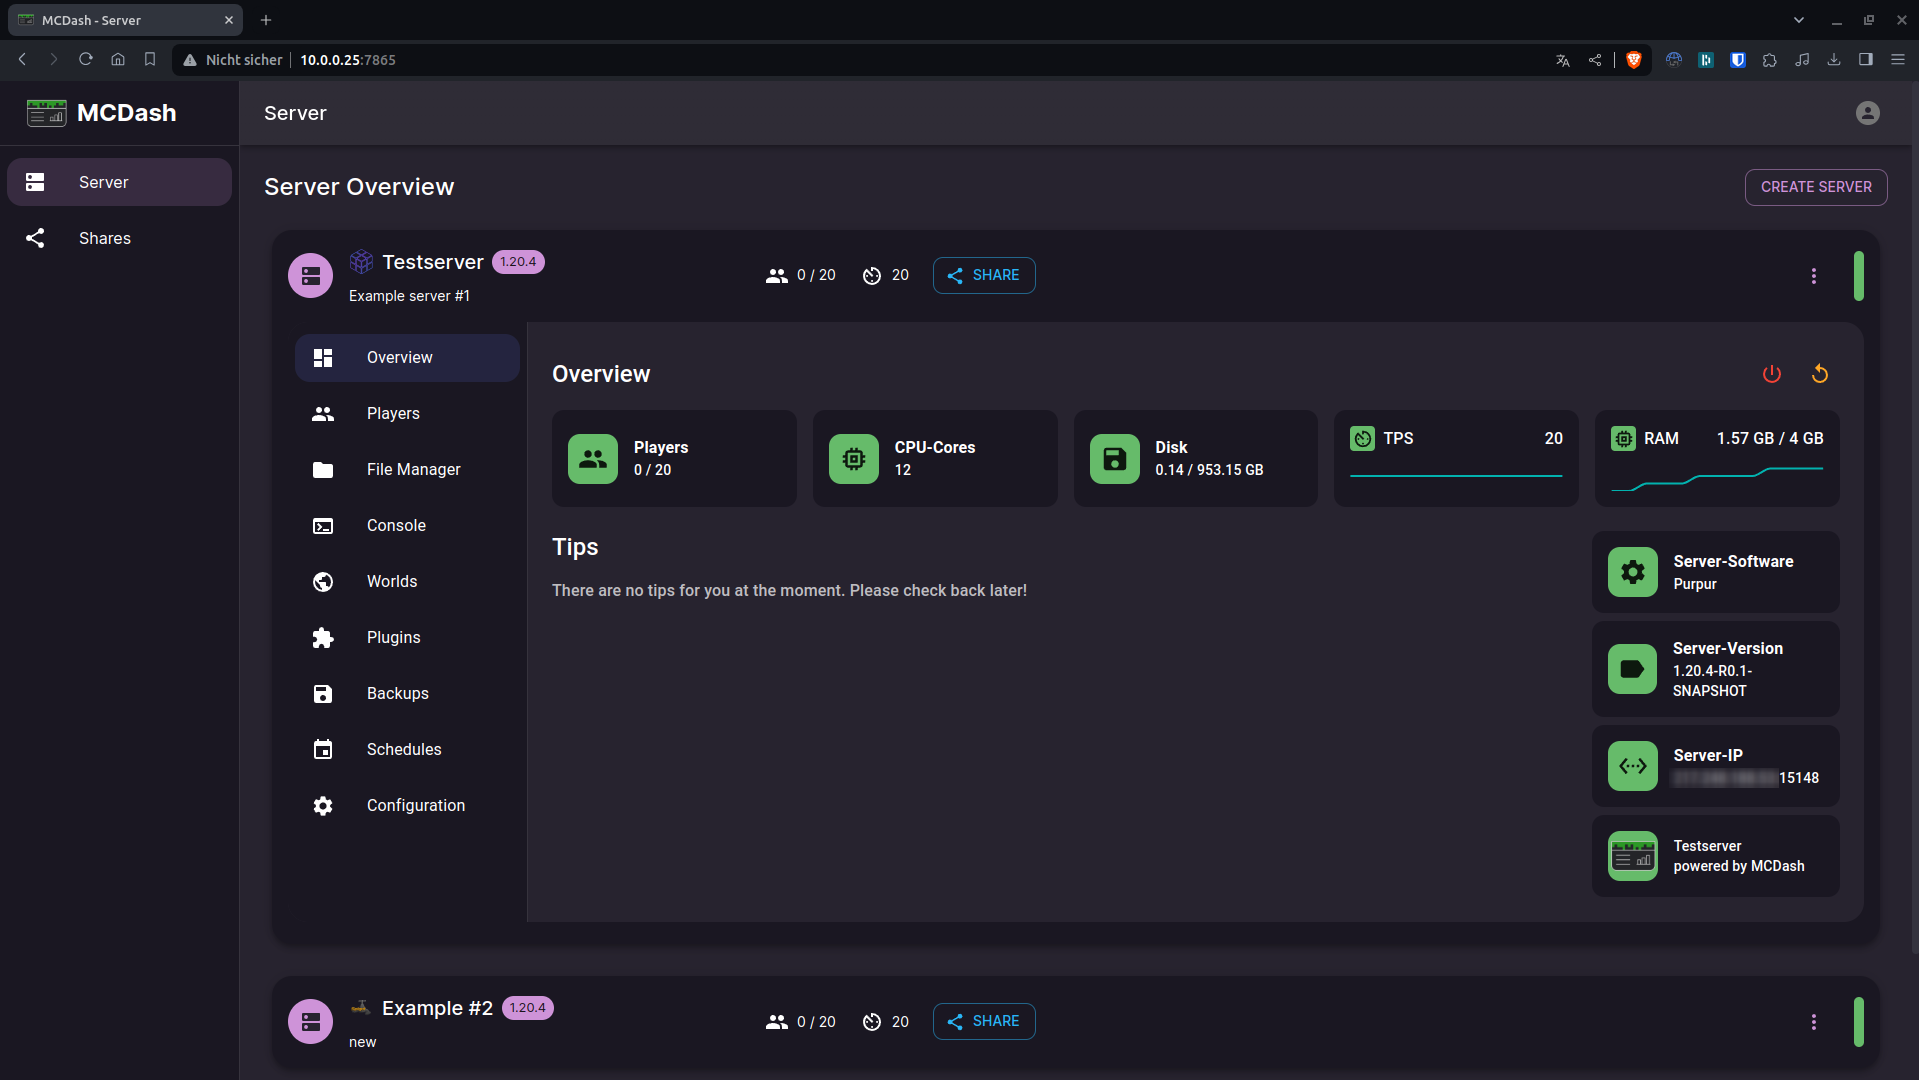 MCDash - Server
Nicht sicher
10.0.0.25:7865
MCDash
Server
Server
Shares
Server Overview
CREATE SERVER
Testserver 1.20.4
Example server #1
0 / 20
20
SHARE
Overview
Players
File Manager
Console
Worlds
Plugins
Backups
Schedules
Configuration
Overview
Players
0 / 20
CPU-Cores
12
Disk
0.14 / 953.15 GB
TPS 20
RAM 1.57 GB / 4 GB
Tips
There are no tips for you at the moment. Please check back later!
Server-Software
Purpur
Server-Version
1.20.4-R0.1-
SNAPSHOT
Server-IP
15148
Testserver
powered by MCDash
Example #2 1.20.4
new
0 / 20
20
SHARE